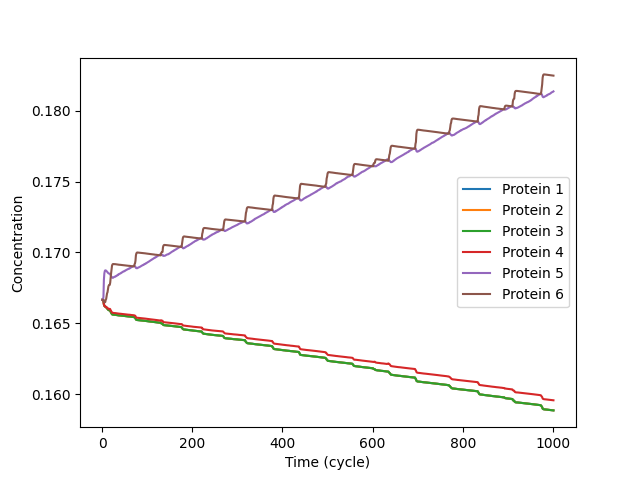 0.180
0.175
0.170
0.165
0.160
Concentration
0
200
400
600
800
1000
Time (cycle)
Protein 1
Protein 2
Protein 3
Protein 4
Protein 5
Protein 6